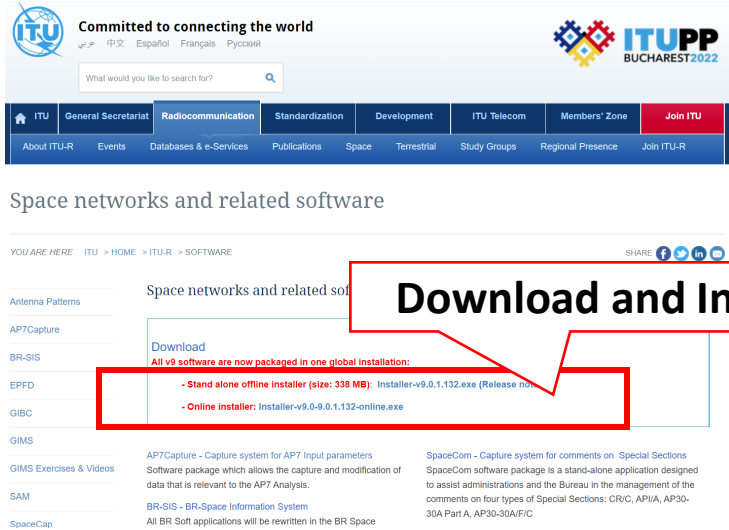 ITU
Committed to connecting the world
عربي 中文 Español Français Русский
ITUPP
BUCHAREST2022
What would you like to search for?
ITU General Secretariat Radiocommunication Standardization Development ITU Telecom Members' Zone Join ITU
About ITU-R Events Databases & e-Services Publications Space Terrestrial Study Groups Regional Presence Join ITU-R
Space networks and related software
YOU ARE HERE ITU > HOME > ITU-R > SOFTWARE
SHARE
Download and In
Space networks and related sof
Antenna Patterns
AP7Capture
BR-SIS
EPFD
GIBC
GIMS
GIMS Exercises & Videos
SAM
SpaceCap
Download
All v9 software are now packaged in one global installation:
- Stand alone offline installer (size: 338 MB): Installer-v9.0.1.132.exe (Release not
- Online installer: Installer-v9.0-9.0.1.132-online.exe
AP7Capture - Capture system for AP7 Input parameters
Software package which allows the capture and modification of
data that is relevant to the AP7 Analysis.
BR-SIS - BR-Space Information System
All BR Soft applications will be rewritten in the BR Space
SpaceCom - Capture system for comments on Special Sections
SpaceCom software package is a stand-alone application designed
to assist administrations and the Bureau in the management of the
comments on four types of Special Sections: CR/C, API/A, AP30-
30A Part A, AP30-30A/F/C